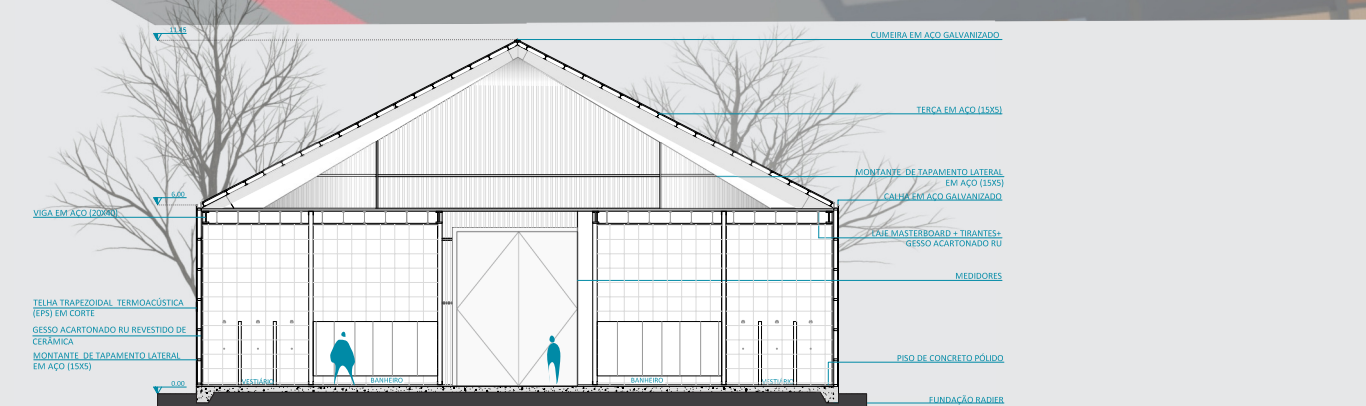 11.45
CUMEIRA EM AÇO GALVANIZADO
TERÇA EM AÇO (15X5)
MONTANTE DE TAPAMENTO LATERAL
EM AÇO (15X5)
6.00
CALHA EM AÇO GALVANIZADO
VIGA EM AÇO (20X40)
LAJE MASTERBOARD + TIRANTES+
GESSO ACARTONADO RU
MEDIDORES
TELHA TRAPEZOIDAL TERMOACÚSTICA
(EPS) EM CORTE
GESSO ACARTONADO RU REVESTIDO DE
CERÂMICA
MONTANTE DE TAPAMENTO LATERAL
EM AÇO (15X5)
PISO DE CONCRETO PÓLIDO
0.00
VESTIÁRIO
BANHEIRO
BANHEIRO
VESTIÁRIO
FUNDAÇÃO RADIER